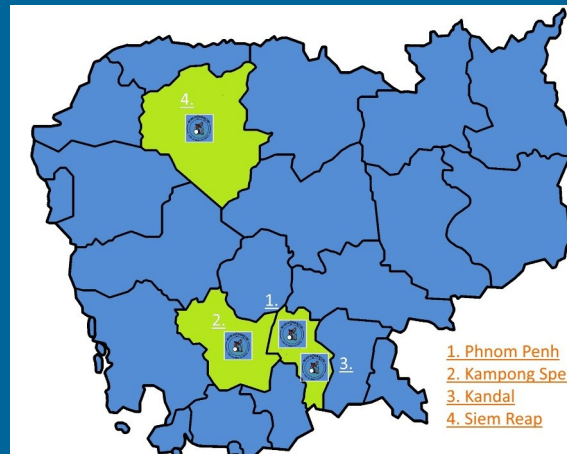 4.
1.
2.
3.
1. Phnom Penh
2. Kampong Spe
3. Kandal
4. Siem Reap